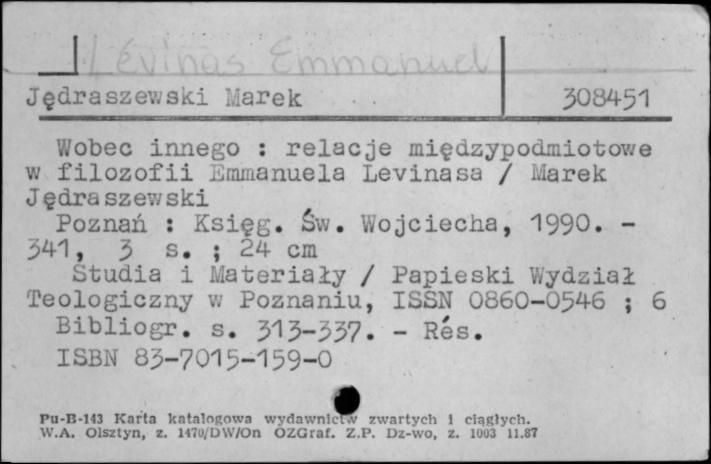 Lévinas Emmanuel
Jędraszewski Marek 308451
Wobec innego : relacje międzypodmiotowe
w filozofii Emmanuela Levinasa / Marek
Jędraszewski
Poznań : Księg. Św. Wojciecha, 1990. -
341, 3 s. ; 24 cm
Studia i Materiały / Papieski Wydział
Teologiczny w Poznaniu, ISSN 0860-0546 ; 6
Bibliogr. s. 313-337. - Rés.
ISBN 83-7015-159-0
Pu-B-143 Karta katalogowa wydawnictw zwartych i ciągłych.
W.A. Olsztyn, z. 1470/DW/On OZGraf. Z.P. Dz-wo, z. 1003 11.87